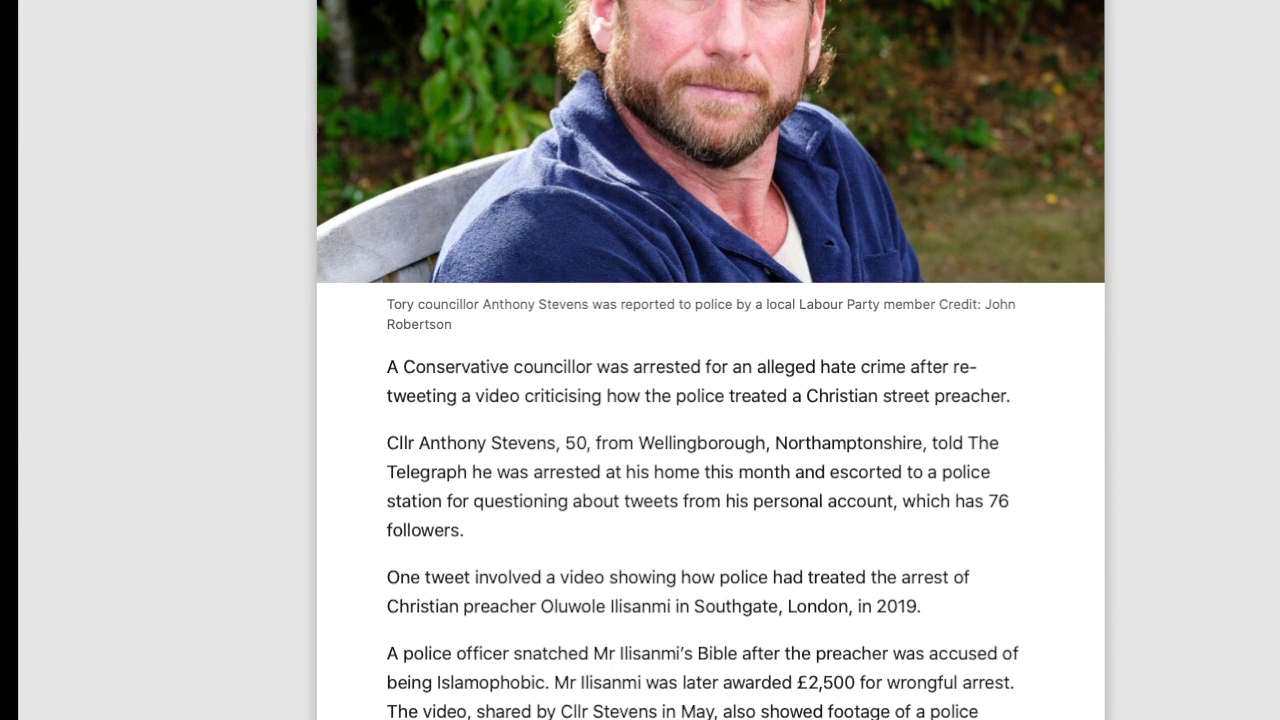 Tory councillor Anthony Stevens was reported to police by a local Labour Party member Credit: John
Robertson
A Conservative councillor was arrested for an alleged hate crime after re-
tweeting a video criticising how the police treated a Christian street preacher.
Cllr Anthony Stevens, 50, from Wellingborough, Northamptonshire, told The
Telegraph he was arrested at his home this month and escorted to a police
station for questioning about tweets from his personal account, which has 76
followers.
One tweet involved a video showing how police had treated the arrest of
Christian preacher Oluwole Ilisanmi in Southgate, London, in 2019.
A police officer snatched Mr Ilisanmi’s Bible after the preacher was accused of
being Islamophobic. Mr Ilisanmi was later awarded £2,500 for wrongful arrest.
The video, shared by Cllr Stevens in May, also showed footage of a police